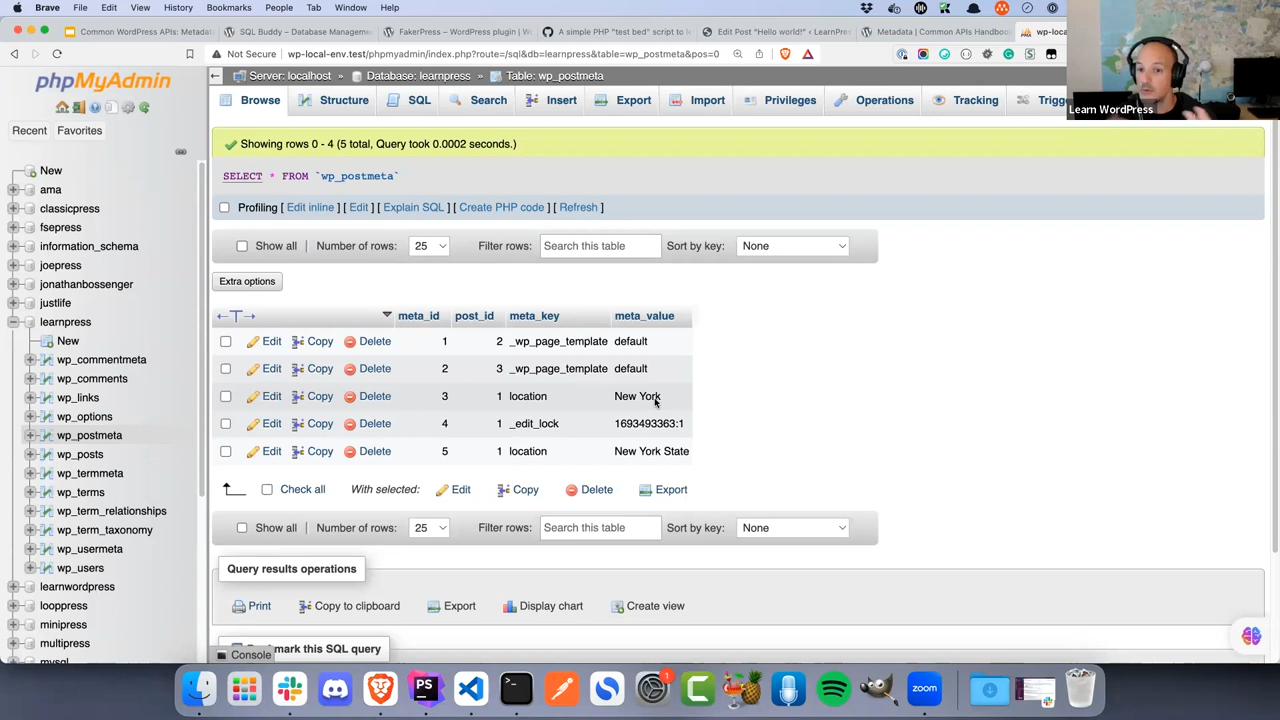 Brave File Edit View History Bookmarks People Tab Window Help
Common WordPress APIs: Metad SQL Buddy – Database Manage FakerPress – WordPress plugin | W A simple PHP "test bed" script to l Edit Post "Hello world!" ‹ LearnPres Metadata | Common APIs Handbo wp-loc
Not Secure wp-local-env.test/phpmyadmin/index.php?route=/sql&db=learnpress&table=wp_postmeta&pos=0
phpMyAdmin
Recent Favorites
New
ama
classicpress
fsepress
information_schema
joepress
jonathanbossenger
justlife
learnpress
New
wp_commentmeta
wp_comments
wp_links
wp_options
wp_postmeta
wp_posts
wp_termmeta
wp_terms
wp_term_relationships
wp_term_taxonomy
wp_usermeta
wp_users
learnwordpress
looppress
minipress
multipress
mysql
Server: localhost » Database: learnpress » Table: wp_postmeta
Browse Structure SQL Search Insert Export Import Privileges Operations Tracking Trigg
Learn WordPress
Showing rows 0 - 4 (5 total, Query took 0.0002 seconds.)
SELECT * FROM `wp_postmeta`
Profiling [ Edit inline ] [ Edit ] [ Explain SQL ] [ Create PHP code ] [ Refresh ]
Show all Number of rows: 25 Filter rows: Search this table Sort by key: None
Extra options
meta_id post_id meta_key meta_value
Edit Copy Delete 1 2 _wp_page_template default
Edit Copy Delete 2 3 _wp_page_template default
Edit Copy Delete 3 1 location New York
Edit Copy Delete 4 1 _edit_lock 1693493363:1
Edit Copy Delete 5 1 location New York State
Check all With selected: Edit Copy Delete Export
Show all Number of rows: 25 Filter rows: Search this table Sort by key: None
Query results operations
Print Copy to clipboard Export Display chart Create view
mark this SQL query
Console
PS
1
zoom